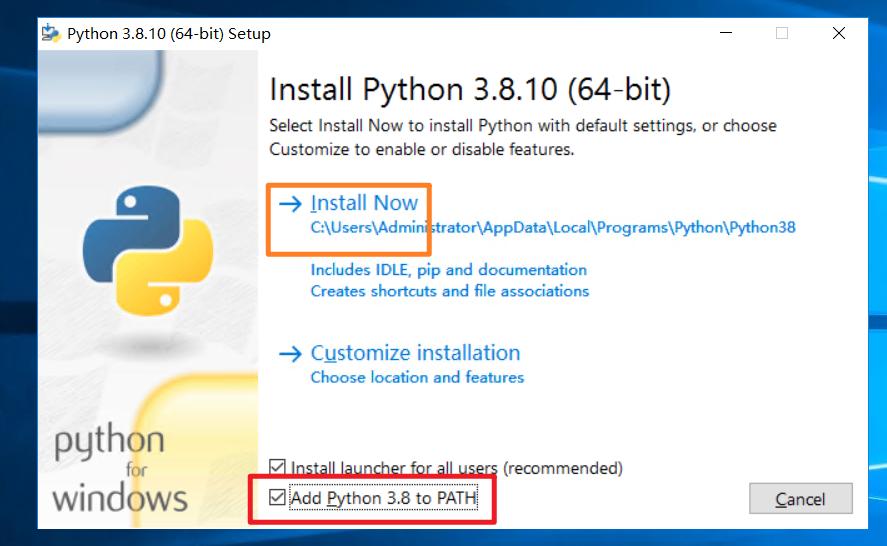 Python 3.8.10 (64-bit) Setup
Install Python 3.8.10 (64-bit)
Select Install Now to install Python with default settings, or choose
Customize to enable or disable features.
Install Now
C:\Users\Administrator\AppData\Local\Programs\Python\Python38
Includes IDLE, pip and documentation
Creates shortcuts and file associations
Customize installation
Choose location and features
python
for
windows
Install launcher for all users (recommended)
Add Python 3.8 to PATH
Cancel